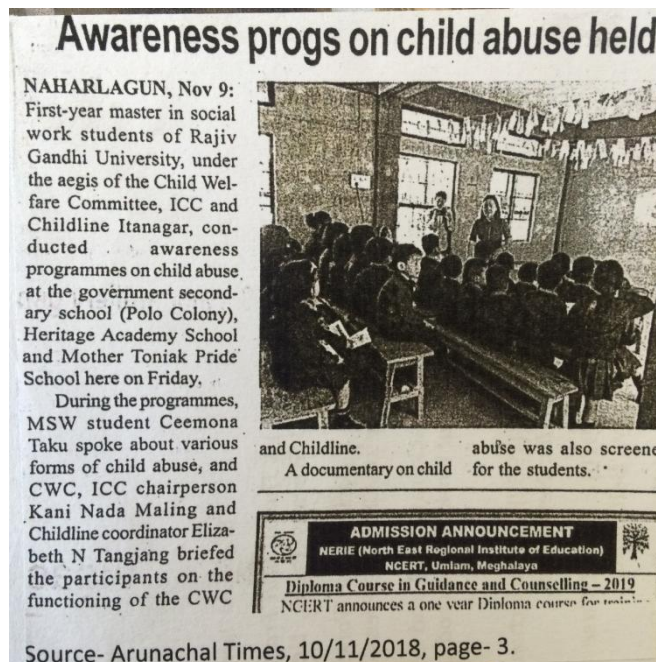 Awareness progs on child abuse held
NAHARLAGUN, Nov 9:
First-year master in social
work students of Rajiv
Gandhi University, under
the aegis of the Child Wel-
fare Committee, ICC and
Childline Itanagar, con-
ducted awareness
programmes on child abuse
at the government second-
ary school (Polo Colony),
Heritage Academy School
and Mother Toniak Pride
School here on Friday.
During the programmes,
MSW student Ceemona
Taku spoke about various
forms of child abuse, and
CWC, ICC chairperson
Kani Nada Maling and
Childline coordinator Eliza-
beth N Tangjang briefed
the participants on the
functioning of the CWC
and Childline.
A documentary on child
abuse was also screene
for the students.
ADMISSION ANNOUNCEMENT
NERIE (North East Regional Institute of Education)
NCERT, Umiam, Meghalaya
Diploma Course in Guidance and Counselling – 2019
NCERT announces a one year Diploma course for
Source- Arunachal Times, 10/11/2018, page- 3.